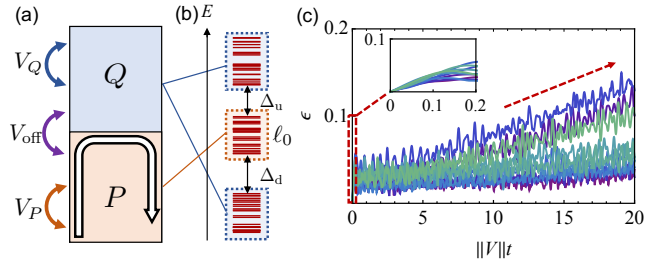 (a)
V_Q
V_off
V_P
Q
P
(b)
E
Δ_u
ℓ_0
Δ_d
(c)
0.2
0.1
0
ϵ
0.1
0
0.1
0.2
0
5
10
15
20
‖V‖t